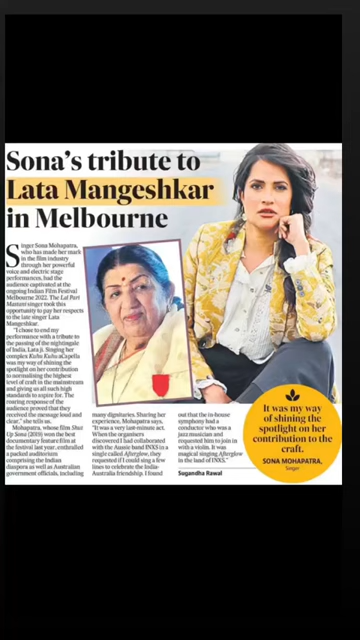 Sona's tribute to
Lata Mangeshkar
in Melbourne
Singer Sona Mohapatra,
who has made her mark
in the film industry
through her powerful
voice and electric stage
performances, had the
audience captivated at the
ongoing Indian Film Festival
Melbourne 2022. The Lal Pari
Mastani singer took this
opportunity to pay her respects
to the late singer Lata
Mangeshkar.
"I chose to end my
performance with a tribute to
the passing of the nightingale
of India, Lata ji. Singing her
complex Kuhu Kuhu aCapella
was my way of shining the
spotlight on her contribution
to normalising the highest
level of craft in the mainstream
and giving us all such high
standards to aspire for. The
roaring response of the
audience proved that they
received the message loud and
clear," she tells us.
Mohapatra, whose film Shut
Up Sona (2019) won the best
documentary feature film at
the festival last year, enthralled
a packed auditorium
comprising the Indian
diaspora as well as Australian
government officials, including
many dignitaries. Sharing her
experience, Mohapatra says,
"It was a very last-minute act.
When the organisers
discovered I had collaborated
with the Aussie band INXS in a
single called Afterglow, they
requested if I could sing a few
lines to celebrate the India-
Australia friendship. I found
out that the in-house
symphony had a
conductor who was a
jazz musician and
requested him to join in
with a violin. It was
magical singing Afterglow
in the land of INXS."
Sugandha Rawal
It was my way
of shining the
spotlight on her
contribution to the
craft.
SONA MOHAPATRA,
Singer